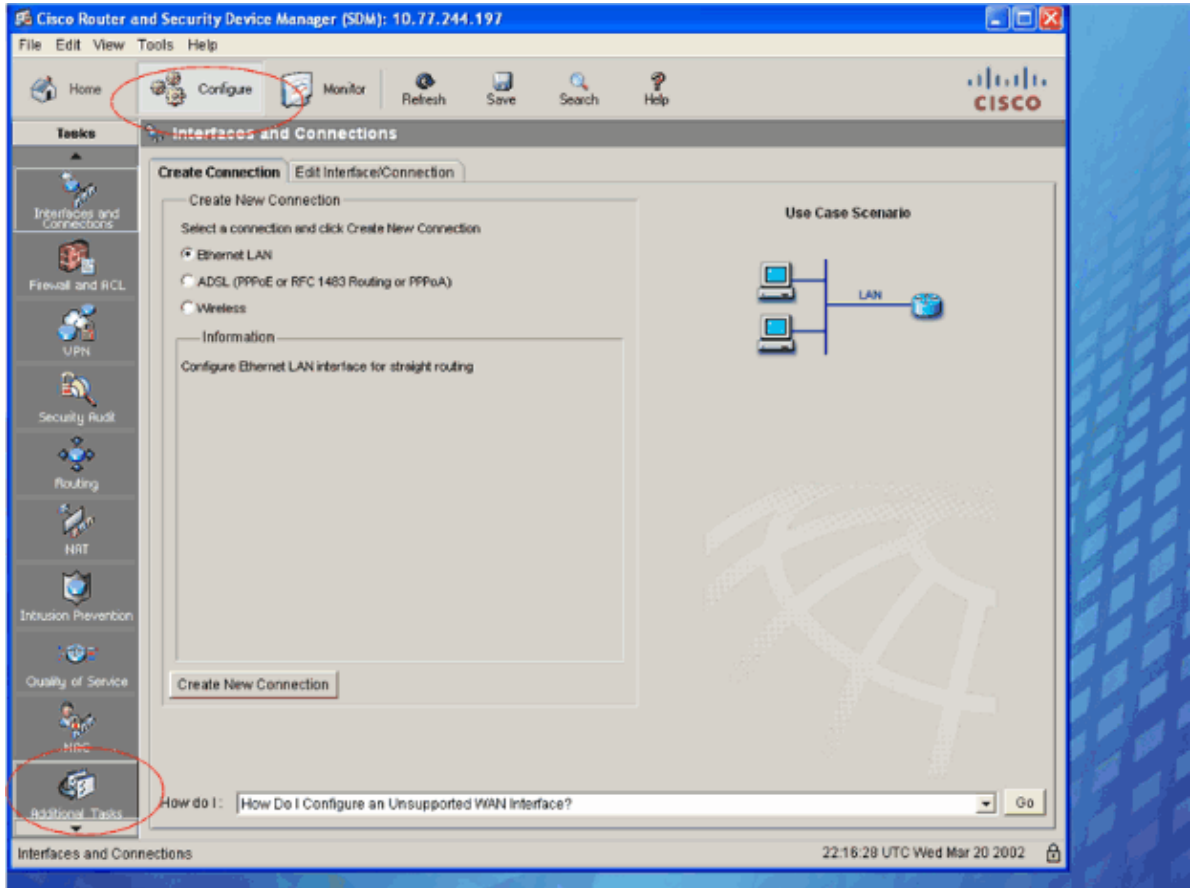 Cisco Router and Security Device Manager (SDM): 10.77.244.197
File Edit View Tools Help
Home Configure Monitor Refresh Save Search Help
CISCO
Tasks
Interfaces and Connections
Create Connection Edit Interface/Connection
Create New Connection
Select a connection and click Create New Connection
Ethernet LAN
ADSL (PPPoE or RFC 1483 Routing or PPPoA)
Wireless
Information
Configure Ethernet LAN interface for straight routing
Create New Connection
Use Case Scenario
LAN
Interfaces and
Connections
Firewall and ACL
VPN
Security Audit
Routing
NAT
Intrusion Prevention
Quality of Service
NAC
Additional Tasks
How do I: How Do I Configure an Unsupported WAN Interface? Go
Interfaces and Connections 22:16:28 UTC Wed Mar 20 2002